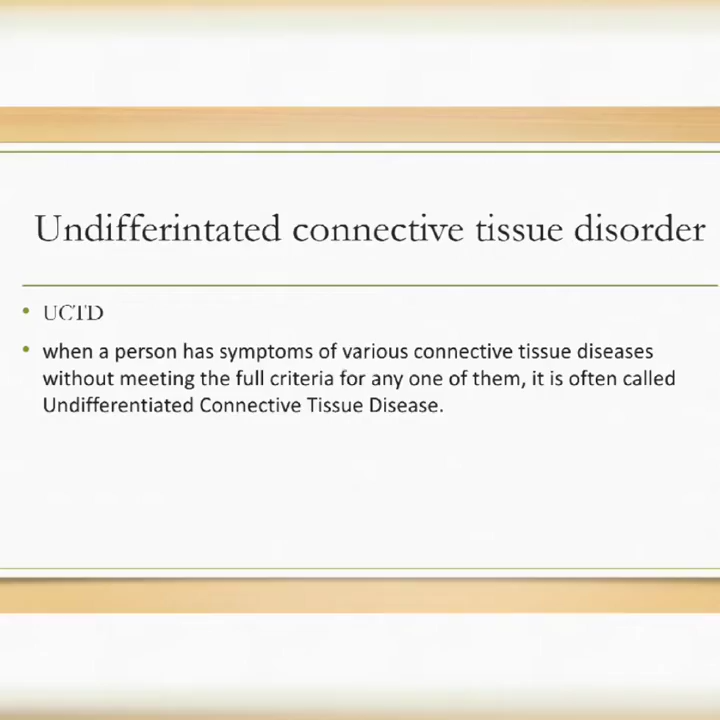 Undifferintated connective tissue disorder
• UCTD
• when a person has symptoms of various connective tissue diseases
without meeting the full criteria for any one of them, it is often called
Undifferentiated Connective Tissue Disease.